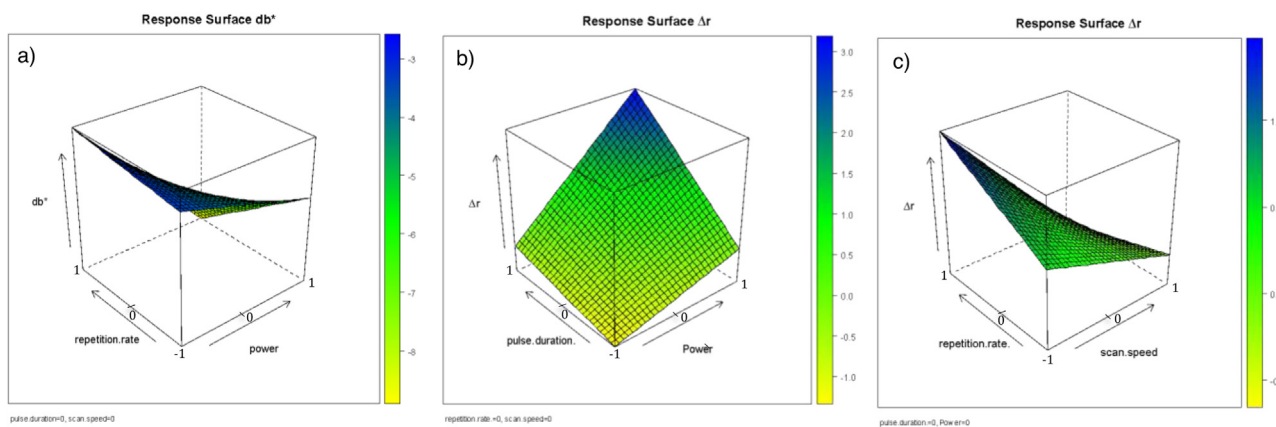 Response Surface db*
a)
-3
-4
-5
-6
-7
-8
db*
1
0
-1
0
1
repetition.rate
power
pulse.duration=0, scan.speed=0
Response Surface Δr
b)
3.0
2.5
2.0
1.5
1.0
0.5
0.0
-0.5
-1.0
Δr
1
0
-1
0
1
pulse.duration.
Power
repetition rate.=0, scan.speed=0
Response Surface Δr
c)
1
0
0
-0
Δr
1
0
-1
0
1
repetition.rate.
scan.speed
pulse.duration.=0, Power=0